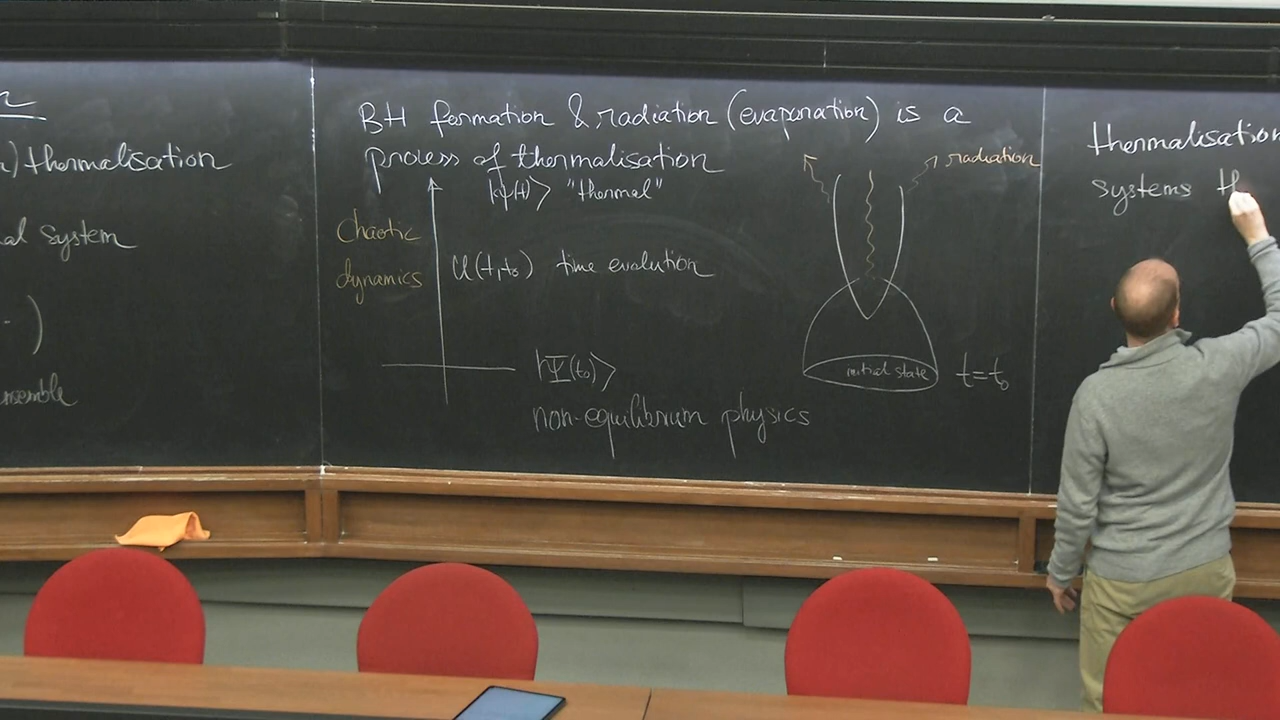 thermalisation
al system
BH formation & radiation (evaporation) is a
process of thermalisation
|ψ(t)> "thermal"
Chaotic
dynamics
U(t,t₀) time evolution
|Ψ(t₀)>
non-equilibrium physics
radiation
initial state
t=t₀
thermalisation
systems th